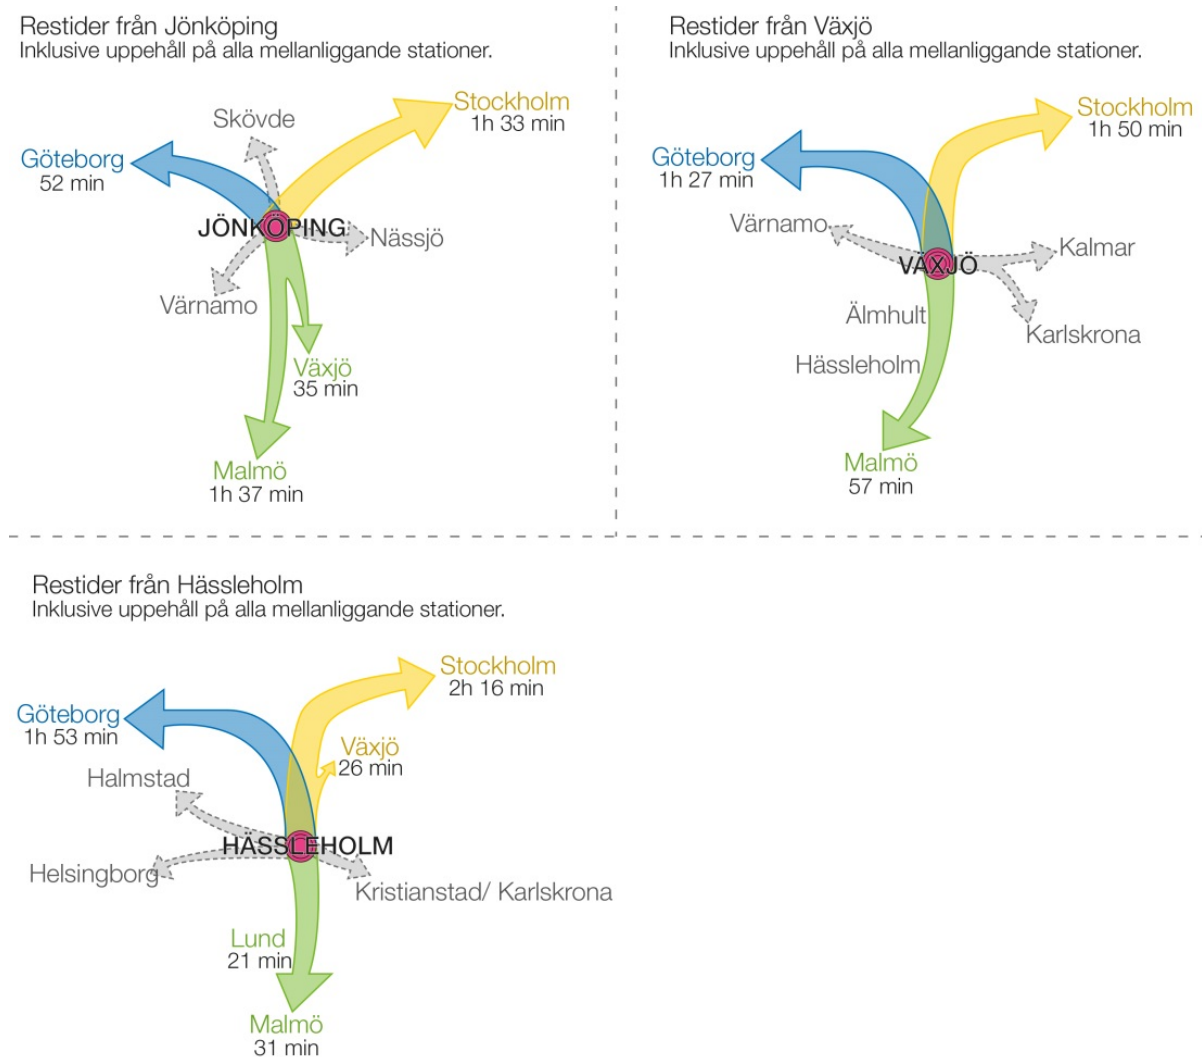 Restider från Jönköping
Inklusive uppehåll på alla mellanliggande stationer.
Stockholm
1h 33 min
Skövde
Göteborg
52 min
JÖNKÖPING
Nässjö
Värnamo
Växjö
35 min
Malmö
1h 37 min
Restider från Växjö
Inklusive uppehåll på alla mellanliggande stationer.
Stockholm
1h 50 min
Göteborg
1h 27 min
Värnamo
Kalmar
VÄXJÖ
Älmhult
Karlskrona
Hässleholm
Malmö
57 min
Restider från Hässleholm
Inklusive uppehåll på alla mellanliggande stationer.
Stockholm
2h 16 min
Göteborg
1h 53 min
Växjö
26 min
Halmstad
HÄSSLEHOLM
Helsingborg
Kristianstad/ Karlskrona
Lund
21 min
Malmö
31 min